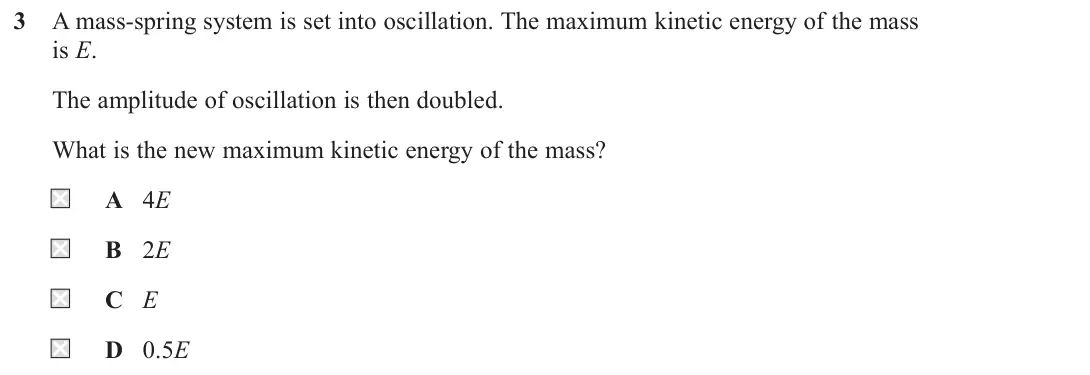 3 A mass-spring system is set into oscillation. The maximum kinetic energy of the mass
is E.
The amplitude of oscillation is then doubled.
What is the new maximum kinetic energy of the mass?
A 4E
B 2E
C E
D 0.5E